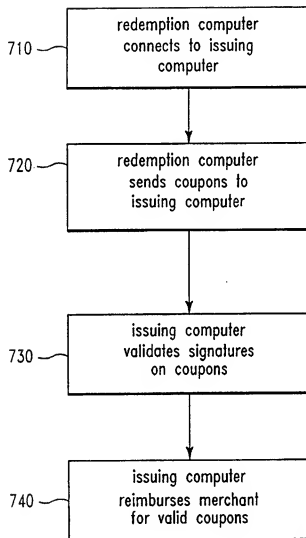 redemption computer
710
connects to issuing
computer
redemption computer
720
sends coupons to
issuing computer
issuing computer
730
validates signatures
on coupons
issuing computer
740
reimburses merchant
for valid coupons